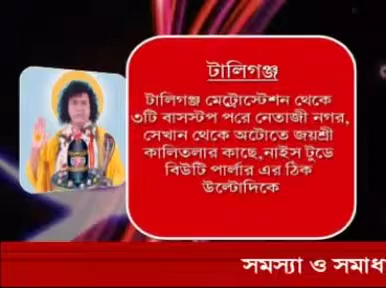 টালিগঞ্জ
টালিগঞ্জ মেট্রোস্টেশন থেকে
৩টি বাসস্টপ পরে নেতাজী নগর,
সেখান থেকে অটোতে জয়শ্রী
কালিতলার কাছে,নাইস টুডে
বিউটি পার্লার এর ঠিক
উল্টোদিকে
সমস্যা ও সমাধা